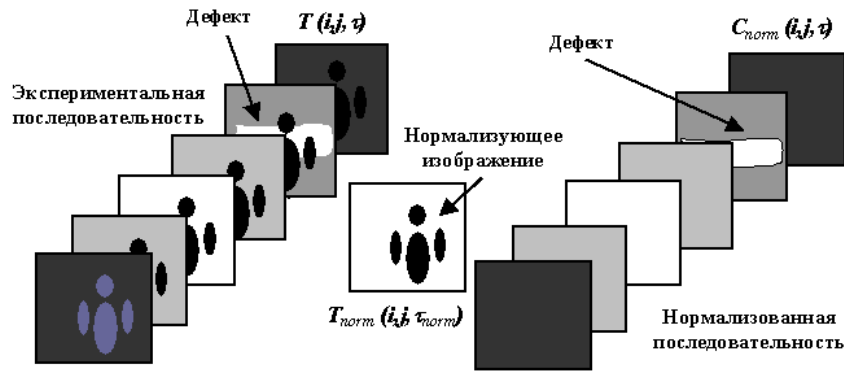 Дефект
T (i,j, τ)
Экспериментальная
последовательность
Нормализующее
изображение
T_norm (i,j, τ_norm)
C_norm (i,j, τ)
Дефект
Нормализованная
последовательность